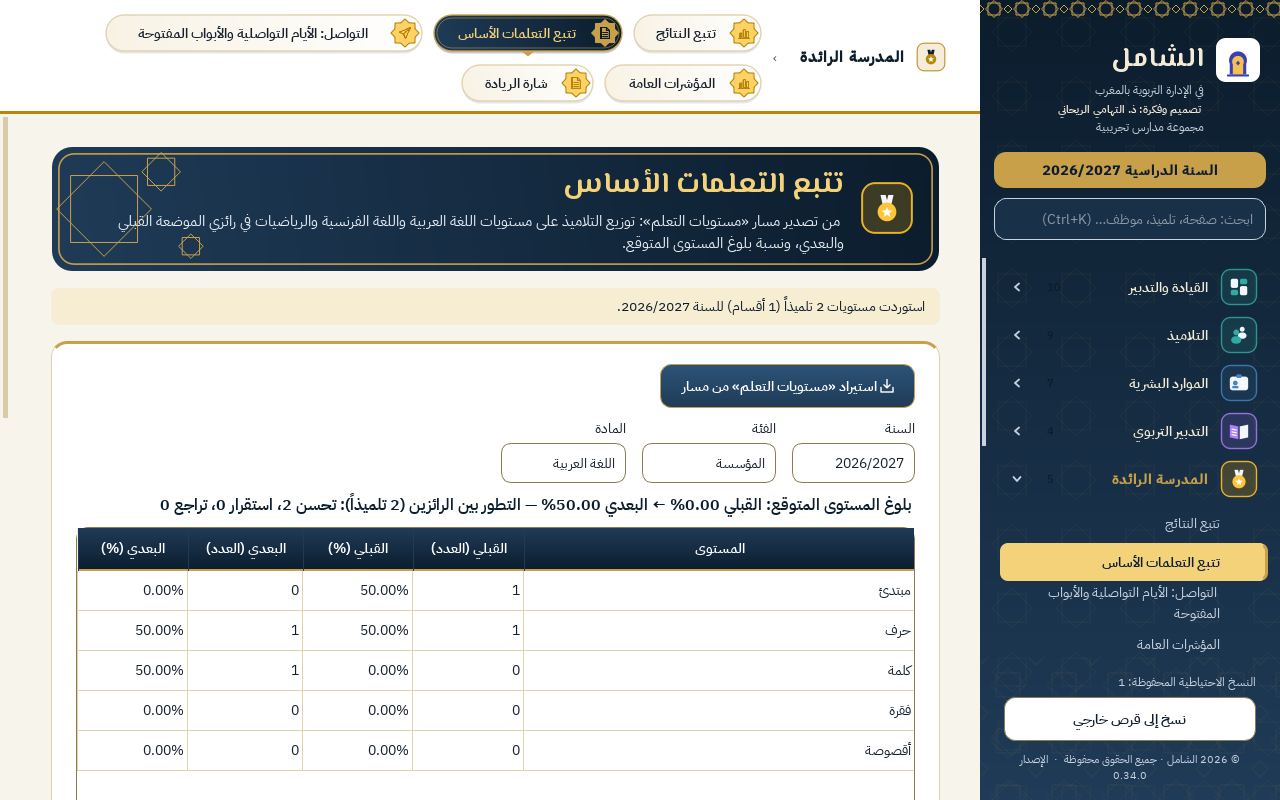 الشامل
في الإدارة التربوية بالمغرب
تصميم وفكرة: ذ. التهامي الريحاني
مجموعة مدارس تجريبية
السنة الدراسية 2026/2027
ابحث: صفحة، تلميذ، موظف... (Ctrl+K)
القيادة والتدبير 10
التلاميذ 9
الموارد البشرية 7
التدبير التربوي 4
المدرسة الرائدة 5
تتبع النتائج
تتبع التعلمات الأساس
التواصل: الأيام التواصلية والأبواب
المفتوحة
المؤشرات العامة
النسخ الاحتياطية المحفوظة: 1
نسخ إلى قرص خارجي
© 2026 الشامل · جميع الحقوق محفوظة · الإصدار
0.34.0
المدرسة الرائدة ›
تتبع النتائج
تتبع التعلمات الأساس
التواصل: الأيام التواصلية والأبواب المفتوحة
المؤشرات العامة
شارة الريادة
تتبع التعلمات الأساس
من تصدير مسار «مستويات التعلم»: توزيع التلاميذ على مستويات اللغة العربية واللغة الفرنسية والرياضيات في رائزي الموضعة القبلي
والبعدي، ونسبة بلوغ المستوى المتوقع.
استوردت مستويات 2 تلميذاً (1 أقسام) للسنة 2026/2027.
استيراد «مستويات التعلم» من مسار
السنة الفئة المادة
2026/2027 المؤسسة اللغة العربية
بلوغ المستوى المتوقع: القبلي 0.00% ← البعدي 50.00% — التطور بين الرائزين (2 تلميذاً): تحسن 2، استقرار 0، تراجع 0
المستوى القبلي (العدد) القبلي (%) البعدي (العدد) البعدي (%)
مبتدئ 1 50.00% 0 0.00%
حرف 1 50.00% 1 50.00%
كلمة 0 0.00% 1 50.00%
فقرة 0 0.00% 0 0.00%
أقصوصة 0 0.00% 0 0.00%